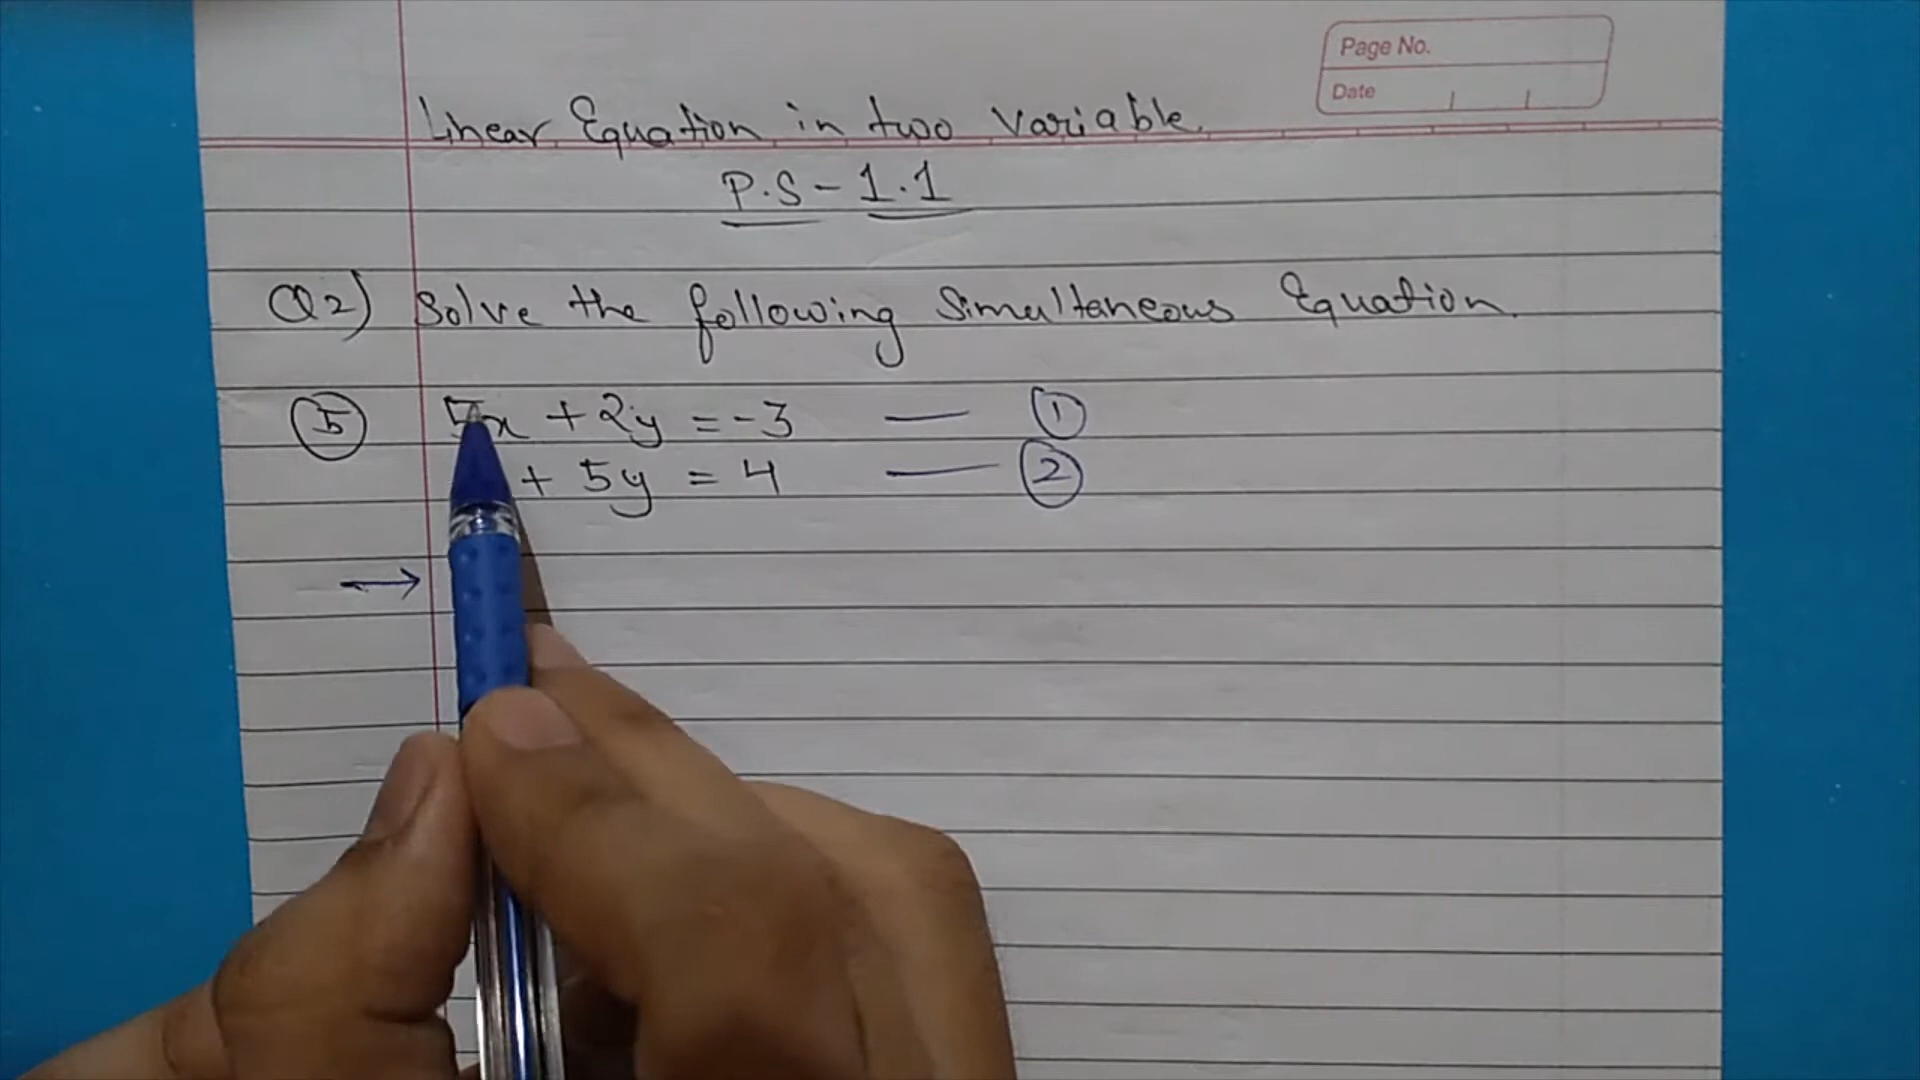 Page No.
Date
Linear Equation in two variable.
P.S - 1.1
Q2) Solve the following Simultaneous Equation.
5 5x + 2y = -3 — 1
+ 5y = 4 — 2
→